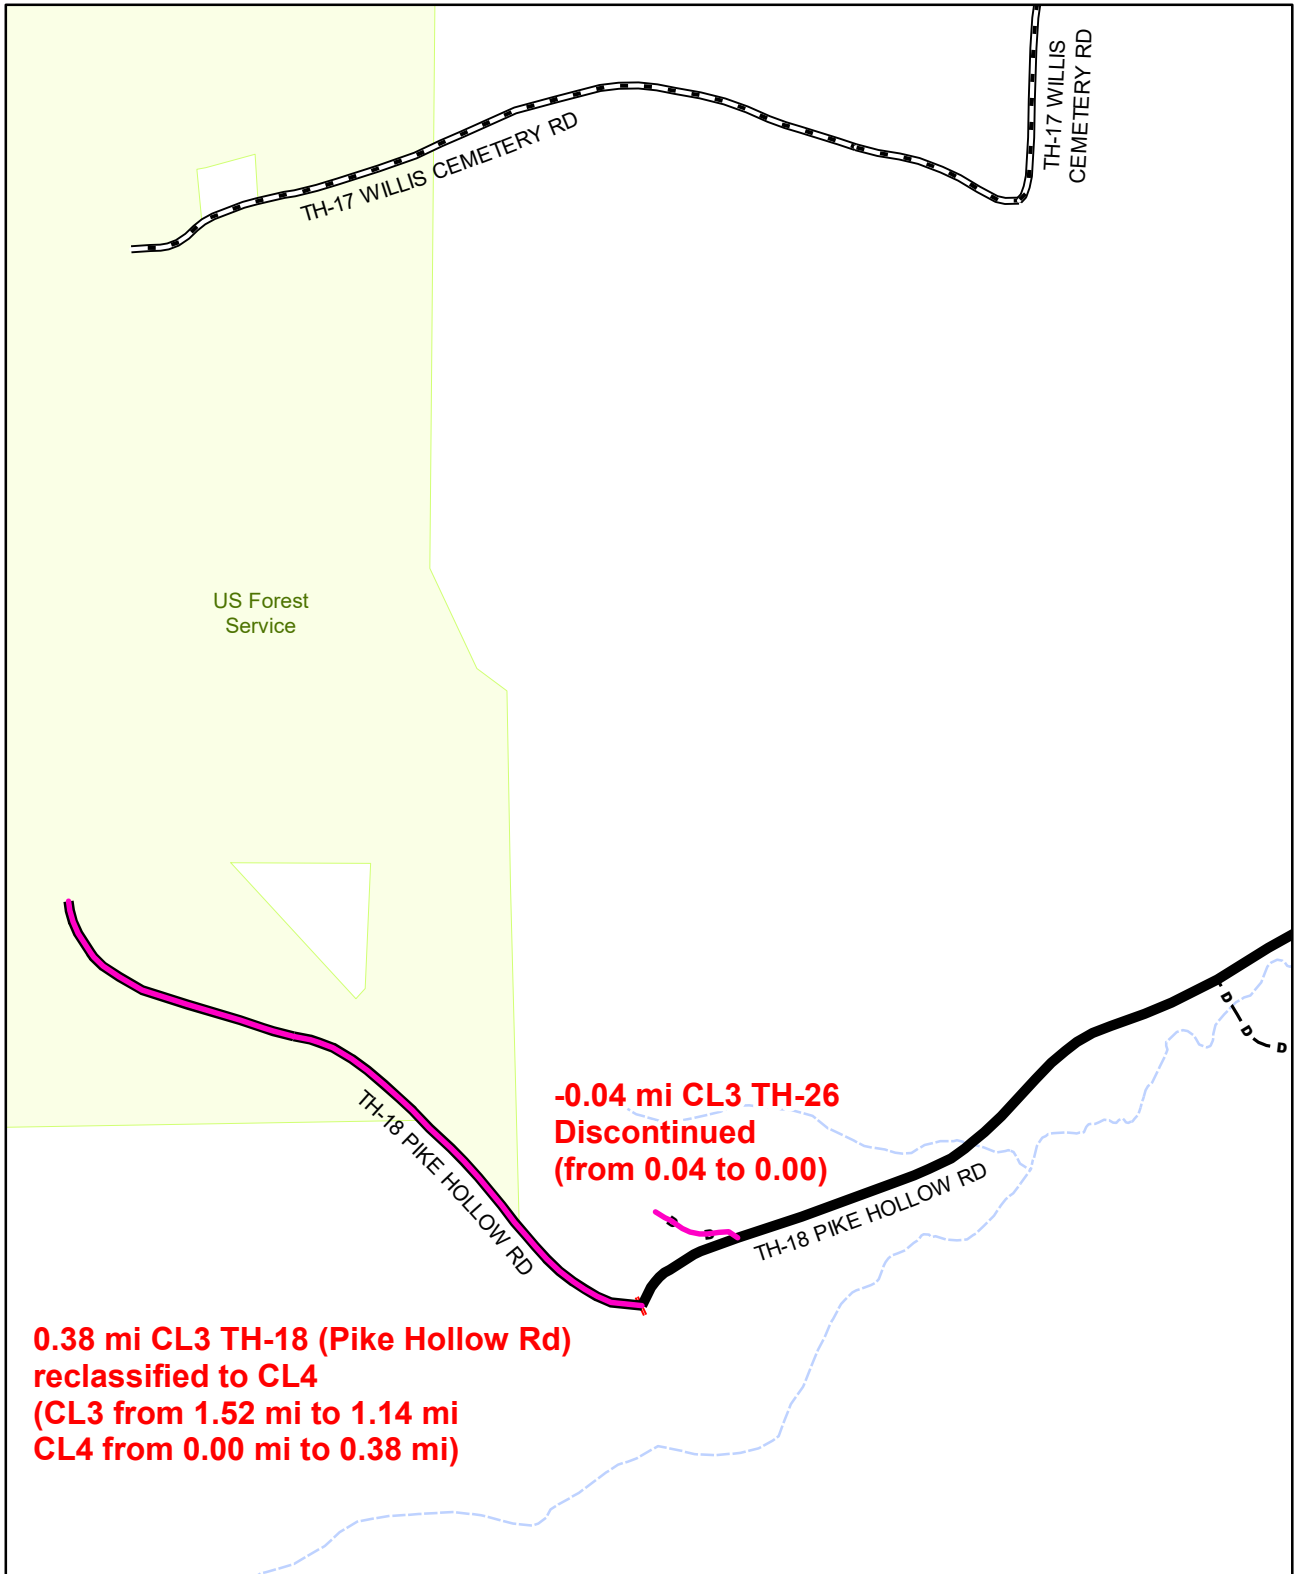 TH-17 WILLIS
CEMETERY RD
TH-17 WILLIS CEMETERY RD
US Forest
Service
D
D
D
TH-18 PIKE HOLLOW RD
-0.04 mi CL3 TH-26
Discontinued
(from 0.04 to 0.00)
D
D
TH-18 PIKE HOLLOW RD
0.38 mi CL3 TH-18 (Pike Hollow Rd)
reclassified to CL4
(CL3 from 1.52 mi to 1.14 mi
CL4 from 0.00 mi to 0.38 mi)